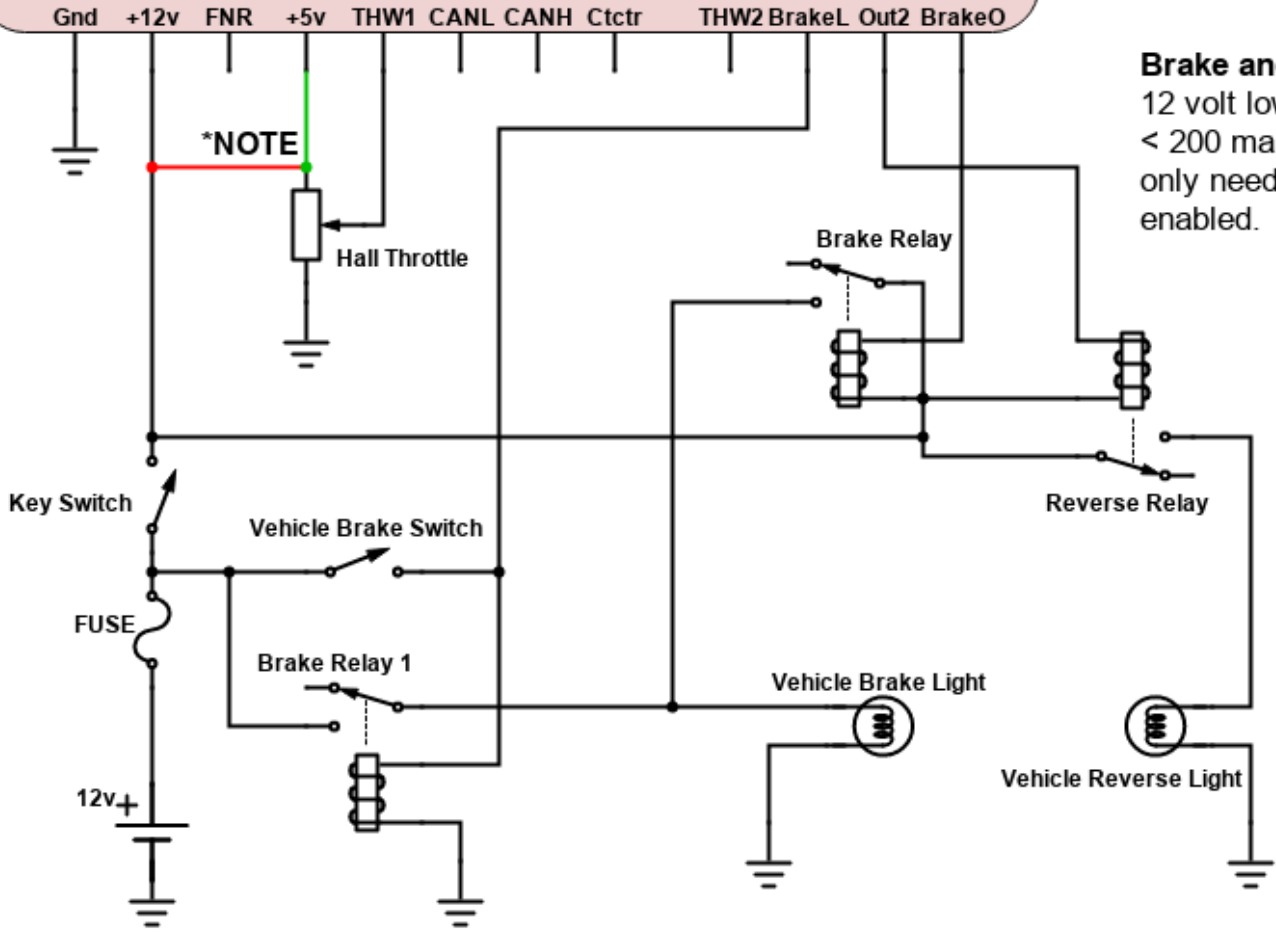 Gnd +12v FNR +5v THW1 CANL CANH Ctctr THW2 BrakeL Out2 BrakeO
Brake an
12 volt lo
< 200 ma
only need
enabled.
*NOTE
Hall Throttle
Brake Relay
Key Switch
Vehicle Brake Switch
Reverse Relay
FUSE
Brake Relay 1
Vehicle Brake Light
Vehicle Reverse Light
12v+